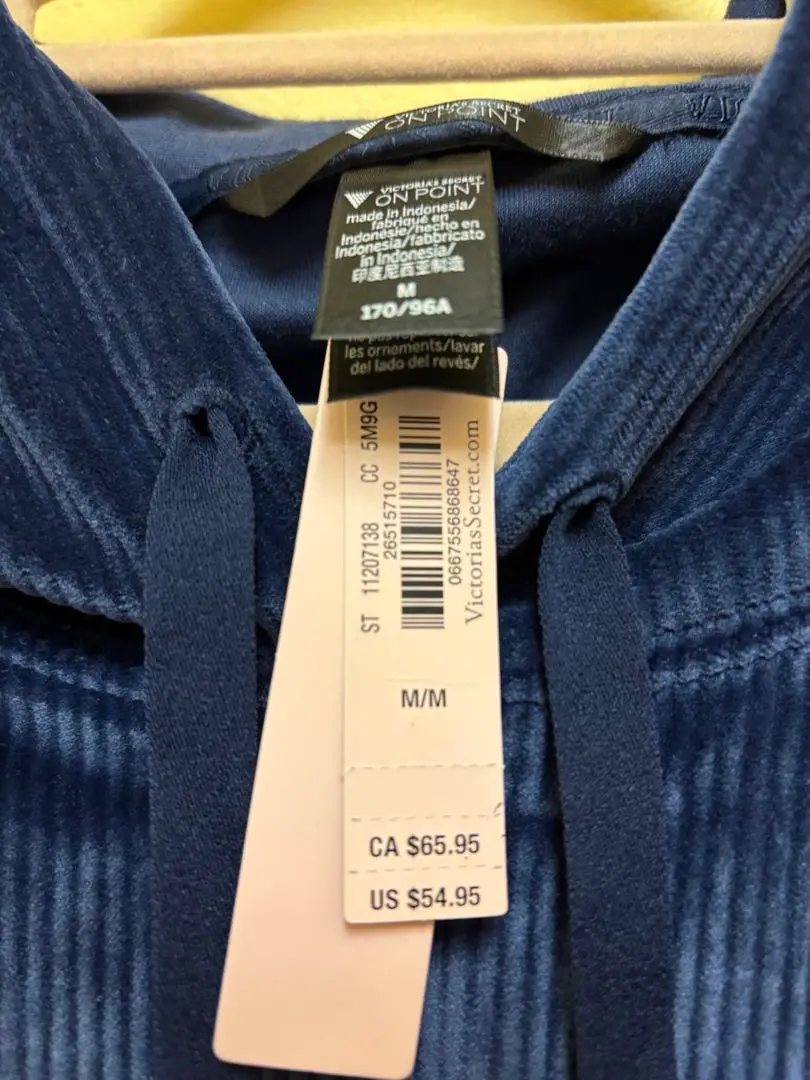 VICTORIA'S SECRET
ON POINT
VICTORIA'S SECRET
ON POINT
made in Indonesia/
fabriqué en
Indonésie/hecho en
Indonesia/fabbricato
in Indonesia/
印度尼西亚制造
M
170/96A
les ornements/lavar
del lado del revés/
ST 11207138 CC 5M9G
26515710
0667556868647
VictoriasSecret.com
M/M
CA $65.95
US $54.95